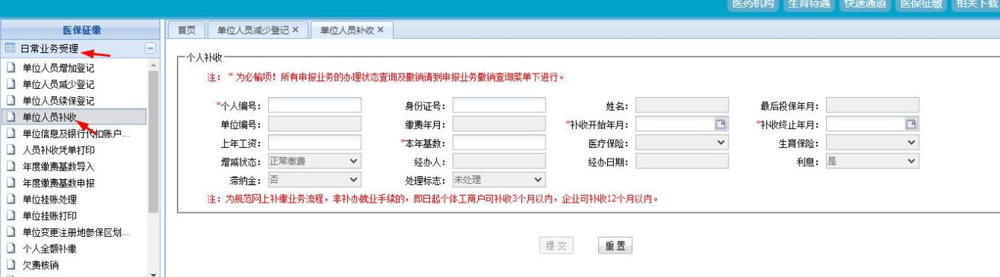 医药机构 生育待遇 快速通道 医保征缴 相关下载
医保征缴
首页 单位人员减少登记 × 单位人员补收 ×
日常业务受理
单位人员增加登记
单位人员减少登记
单位人员续保登记
单位人员补收
单位信息及银行代扣账户...
人员补收凭单打印
年度缴费基数导入
年度缴费基数申报
单位挂账处理
单位挂账打印
单位变更注册地参保区划...
个人全额补缴
欠费核销
个人补收
注： * 为必输项！所有申报业务的办理状态查询及撤销请到申报业务撤销查询菜单下进行。
*个人编号： 身份证号： 姓名： 最后投保年月：
单位编号： 缴费年月： *补收开始年月： *补收终止年月：
上年工资： *本年基数： 医疗保险： 生育保险：
增减状态： 正常缴费 经办人： 经办日期： 利息： 是
滞纳金： 否 处理标志： 未处理
注：为规范网上补缴业务流程，非补办就业手续的，即日起个体工商户可补收3个月以内，企业可补收12个月以内。
提交 重置